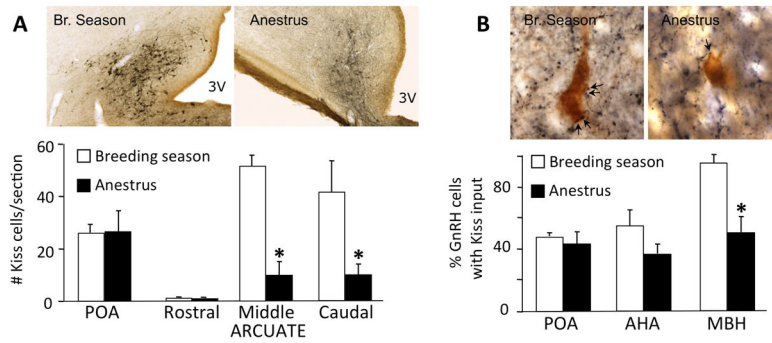 A
Br. Season
Anestrus
3V
3V
# Kiss cells/section
60
40
20
0
Breeding season
Anestrus
*
*
POA
Rostral
Middle
Caudal
ARCUATE
B
Br. Season
Anestrus
% GnRH cells
with Kiss input
80
40
0
Breeding season
Anestrus
*
POA
AHA
MBH